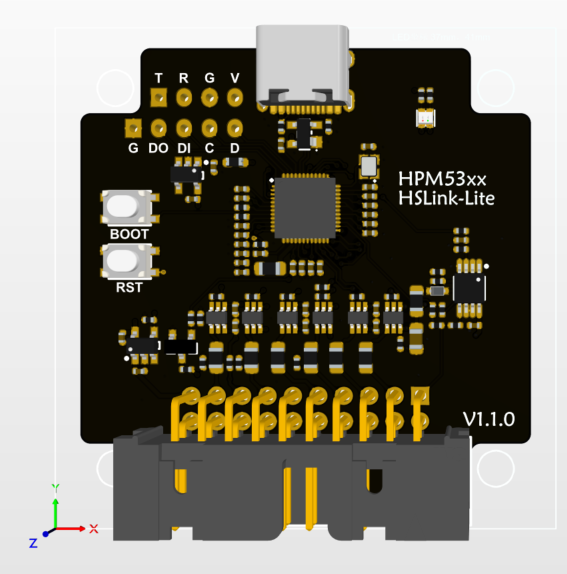 T R G V
G DO DI C D
HPM53xx
HSLink-Lite
BOOT
RST
V1.1.0
Y
X
Z